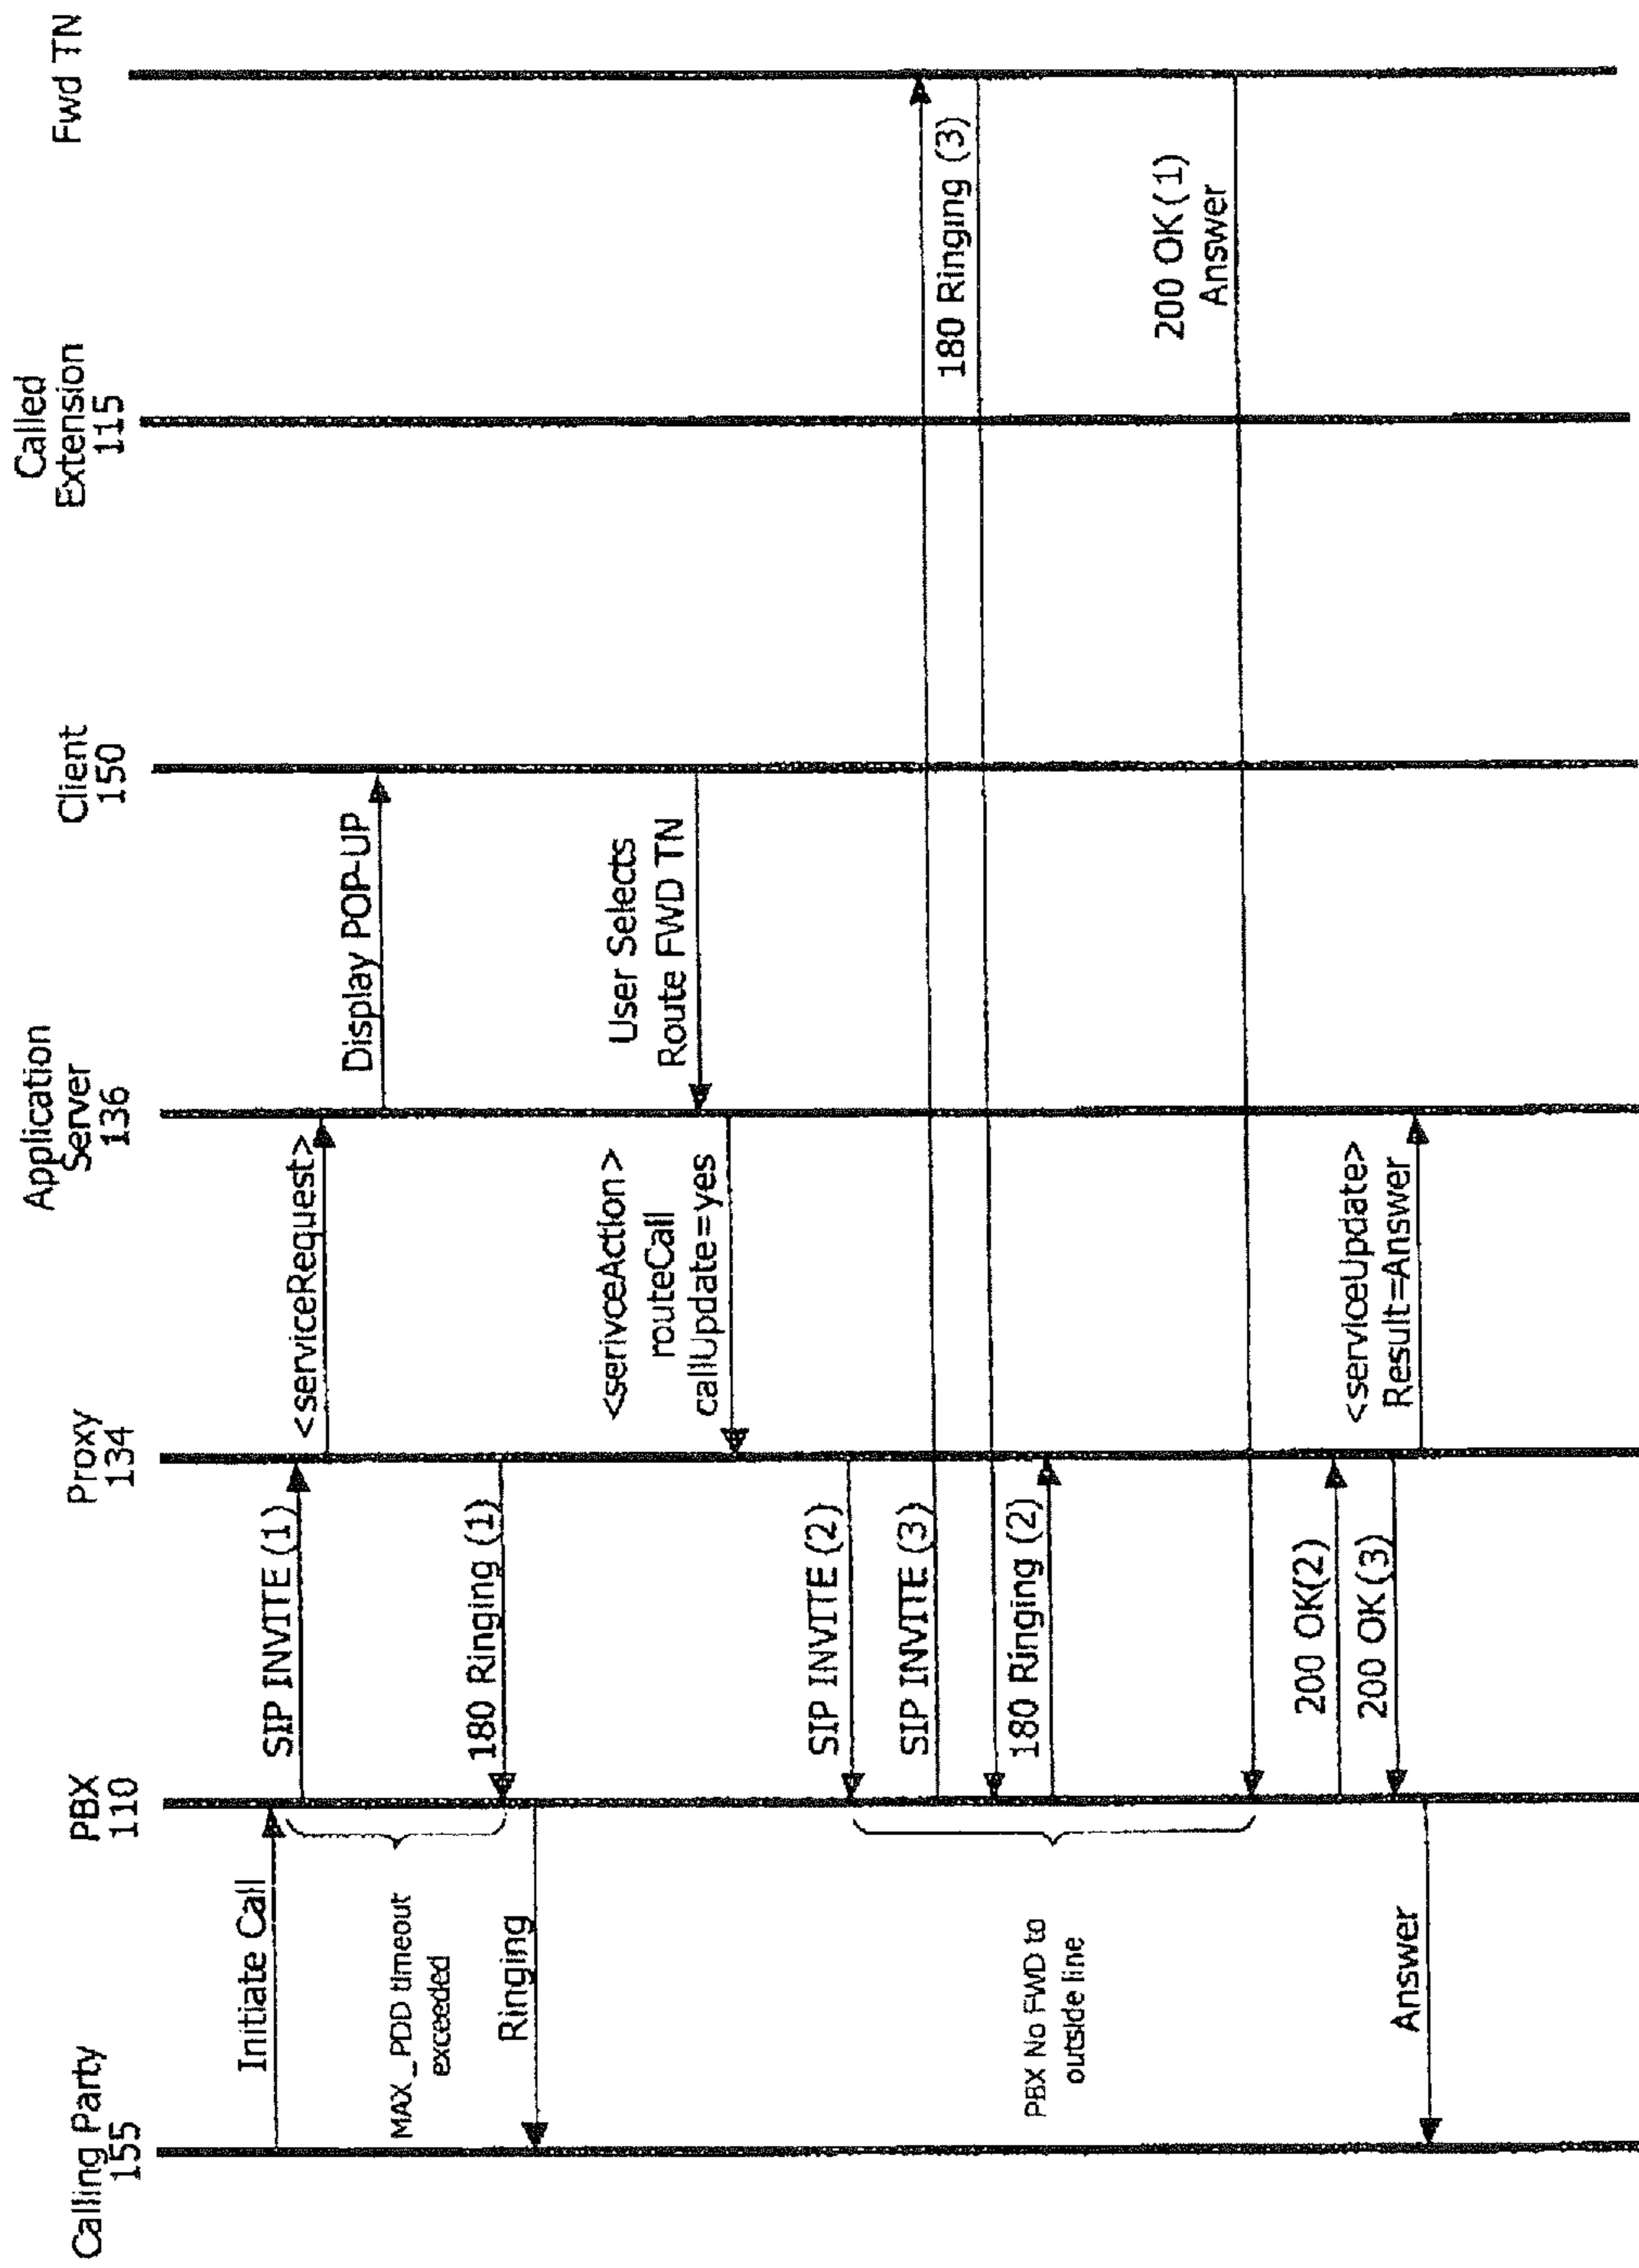 Calling Party
155
PBX
110
Proxy
134
Application
Server
136
Client
150
Called
Extension
115
Fwd TN
Initiate Call
SIP INVITE (1)
<serviceRequest>
Display POP-UP
MAX_PDD timeout
exceeded
180 Ringing (1)
Ringing
User Selects
Route FWD TN
<serivceAction>
routeCall
callUpdate=yes
SIP INVITE (2)
SIP INVITE (3)
180 Ringing (3)
180 Ringing (2)
PBX No FWD to
outside line
200 OK(1)
Answer
200 OK(2)
200 OK(3)
<serviceUpdate>
Result=Answer
Answer